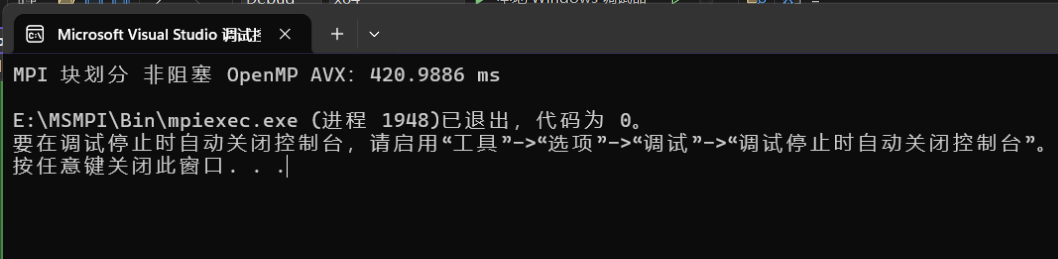 Debug
x64
Microsoft Visual Studio 调试控
MPI 块划分 非阻塞 OpenMP AVX: 420.9886 ms
E:\MSMPI\Bin\mpiexec.exe (进程 1948)已退出，代码为 0。
要在调试停止时自动关闭控制台，请启用“工具”->“选项”->“调试”->“调试停止时自动关闭控制台”。
按任意键关闭此窗口. . .